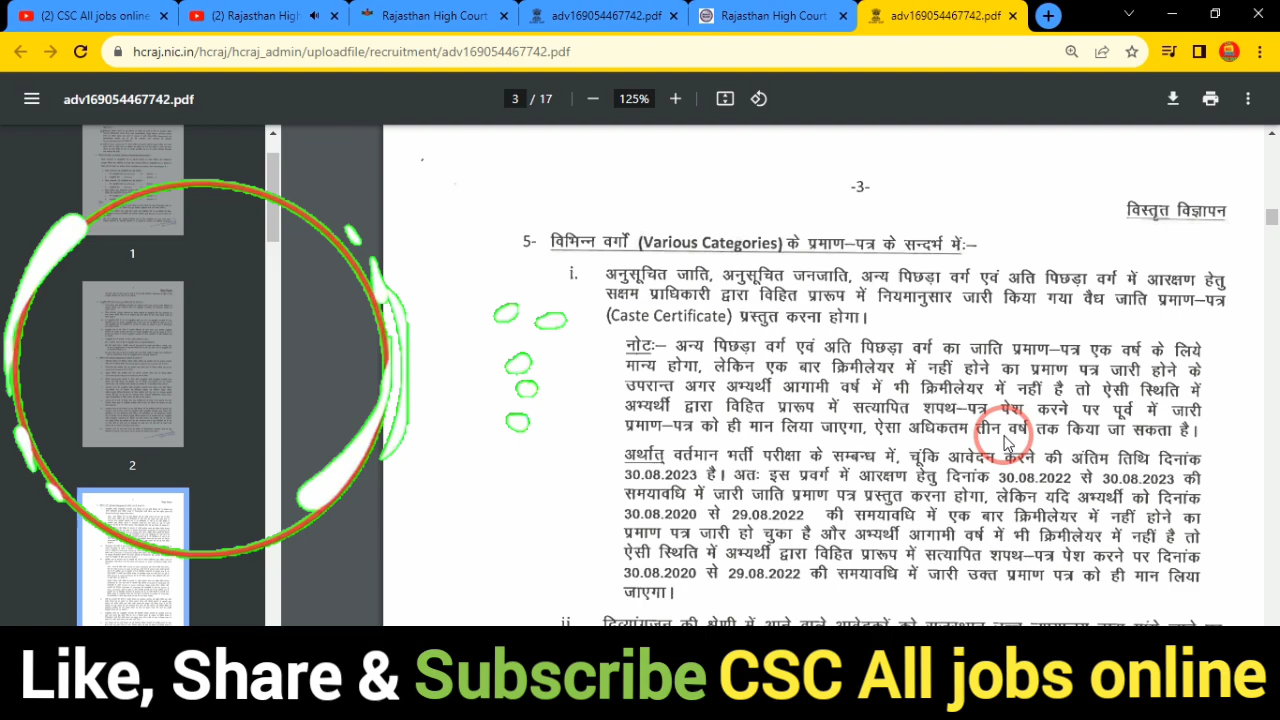 (2) CSC All jobs online
(2) Rajasthan High
Rajasthan High Court
adv169054467742.pdf
Rajasthan High Court
adv169054467742.pdf
hcraj.nic.in/hcraj/hcraj_admin/uploadfile/recruitment/adv169054467742.pdf
adv169054467742.pdf
3 / 17
125%
1
2
-3-
विस्तृत विज्ञापन
5- विभिन्न वर्गों (Various Categories) के प्रमाण–पत्र के सन्दर्भ में:–
i. अनुसूचित जाति, अनुसूचित जनजाति, अन्य पिछड़ा वर्ग एवं अति पिछड़ा वर्ग में आरक्षण हेतु
सक्षम प्राधिकारी द्वारा विहित प्रारूप में नियमानुसार जारी किया गया वैध जाति प्रमाण–पत्र
(Caste Certificate) प्रस्तुत करना होगा।
नोटः– अन्य पिछड़ा वर्ग एवं अति पिछड़ा वर्ग का जाति प्रमाण–पत्र एक वर्ष के लिये
मान्य होगा, लेकिन एक बार क्रिमीलेयर में नहीं होने का प्रमाण पत्र जारी होने के
उपरान्त अगर अभ्यर्थी आगामी वर्ष में भी क्रिमीलेयर में नहीं है तो ऐसी स्थिति में
अभ्यर्थी द्वारा विहित प्रारूप में सत्यापित शपथ–पत्र पेश करने पर पूर्व में जारी
प्रमाण–पत्र को ही मान लिया जाएगा, ऐसा अधिकतम तीन वर्ष तक किया जा सकता है।
अर्थात् वर्तमान भर्ती परीक्षा के सम्बन्ध में, चूंकि आवेदन करने की अंतिम तिथि दिनांक
30.08.2023 है। अतः इस प्रवर्ग में आरक्षण हेतु दिनांक 30.08.2022 से 30.08.2023 की
समयावधि में जारी जाति प्रमाण पत्र प्रस्तुत करना होगा, लेकिन यदि अभ्यर्थी को दिनांक
30.08.2020 से 29.08.2022 की समयावधि में एक बार क्रिमीलेयर में नहीं होने का
प्रमाण पत्र जारी हो चुका है और अभ्यर्थी आगामी वर्ष में भी क्रिमीलेयर में नहीं है तो
ऐसी स्थिति में अभ्यर्थी द्वारा विहित प्रारूप में सत्यापित शपथ–पत्र पेश करने पर दिनांक
30.08.2020 से 29.08.2022 की समयावधि में जारी उक्त प्रमाण पत्र को ही मान लिया
जाएगा।
ii
Like, Share & Subscribe CSC All jobs online